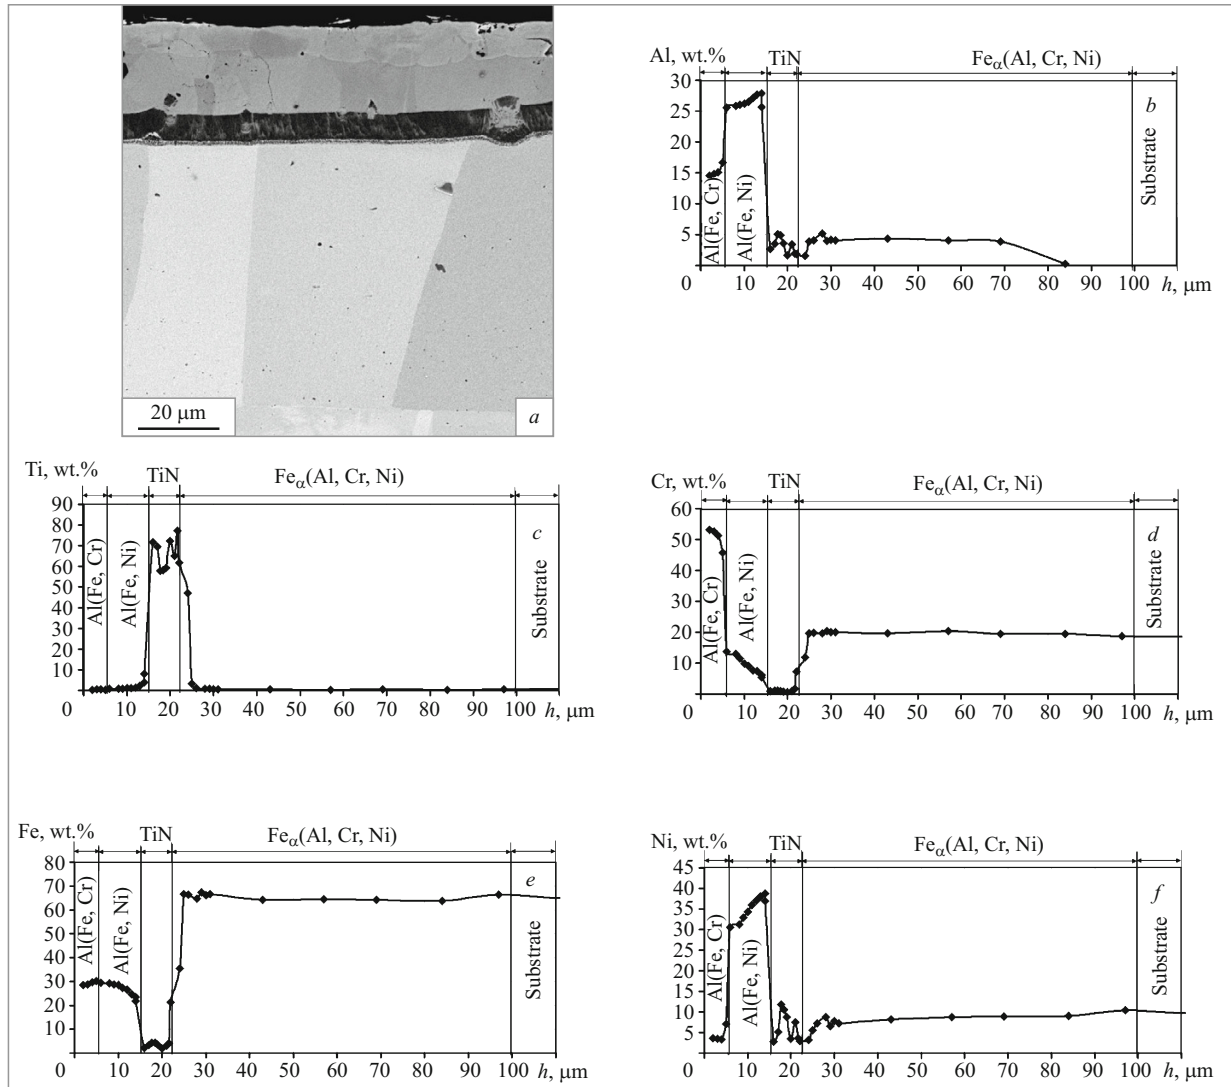 20 μm
a
Al, wt.%
TiN
Feα(Al, Cr, Ni)
30
25
20
15
10
5
Al(Fe, Cr)
Al(Fe, Ni)
b
Substrate
0 10 20 30 40 50 60 70 80 90 100 h, μm
Ti, wt.%
TiN
Feα(Al, Cr, Ni)
90
80
70
60
50
40
30
20
10
Al(Fe, Cr)
Al(Fe, Ni)
c
Substrate
0 10 20 30 40 50 60 70 80 90 100 h, μm
Cr, wt.%
TiN
Feα(Al, Cr, Ni)
60
50
40
30
20
10
Al(Fe, Cr)
Al(Fe, Ni)
d
Substrate
0 10 20 30 40 50 60 70 80 90 100 h, μm
Fe, wt.%
TiN
Feα(Al, Cr, Ni)
80
70
60
50
40
30
20
10
Al(Fe, Cr)
Al(Fe, Ni)
e
Substrate
0 10 20 30 40 50 60 70 80 90 100 h, μm
Ni, wt.%
TiN
Feα(Al, Cr, Ni)
45
40
35
30
25
20
15
10
5
Al(Fe, Cr)
Al(Fe, Ni)
f
Substrate
0 10 20 30 40 50 60 70 80 90 100 h, μm